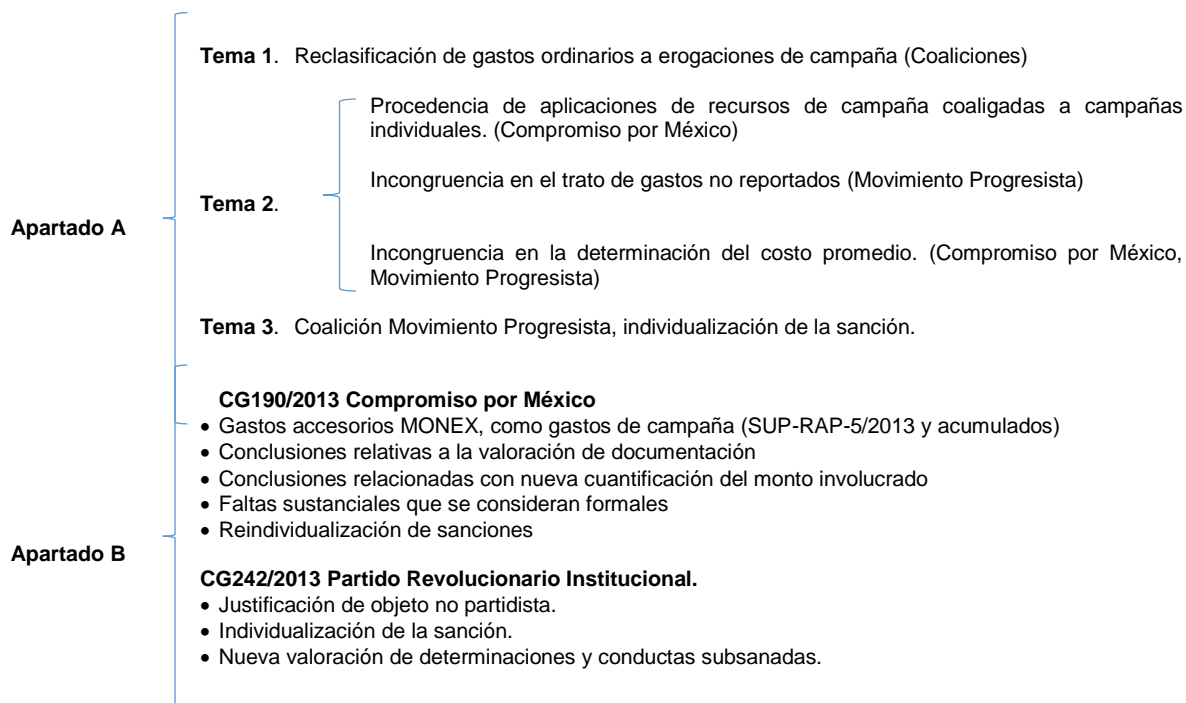 Tema 1. Reclasificación de gastos ordinarios a erogaciones de campaña (Coaliciones)
Procedencia de aplicaciones de recursos de campaña coaligadas a campañas
individuales. (Compromiso por México)
Incongruencia en el trato de gastos no reportados (Movimiento Progresista)
Tema 2.
Apartado A
Incongruencia en la determinación del costo promedio. (Compromiso por México,
Movimiento Progresista)
Tema 3. Coalición Movimiento Progresista, individualización de la sanción.
CG190/2013 Compromiso por México
• Gastos accesorios MONEX, como gastos de campaña (SUP-RAP-5/2013 y acumulados)
• Conclusiones relativas a la valoración de documentación
• Conclusiones relacionadas con nueva cuantificación del monto involucrado
• Faltas sustanciales que se consideran formales
• Reindividualización de sanciones
Apartado B
CG242/2013 Partido Revolucionario Institucional.
• Justificación de objeto no partidista.
• Individualización de la sanción.
• Nueva valoración de determinaciones y conductas subsanadas.